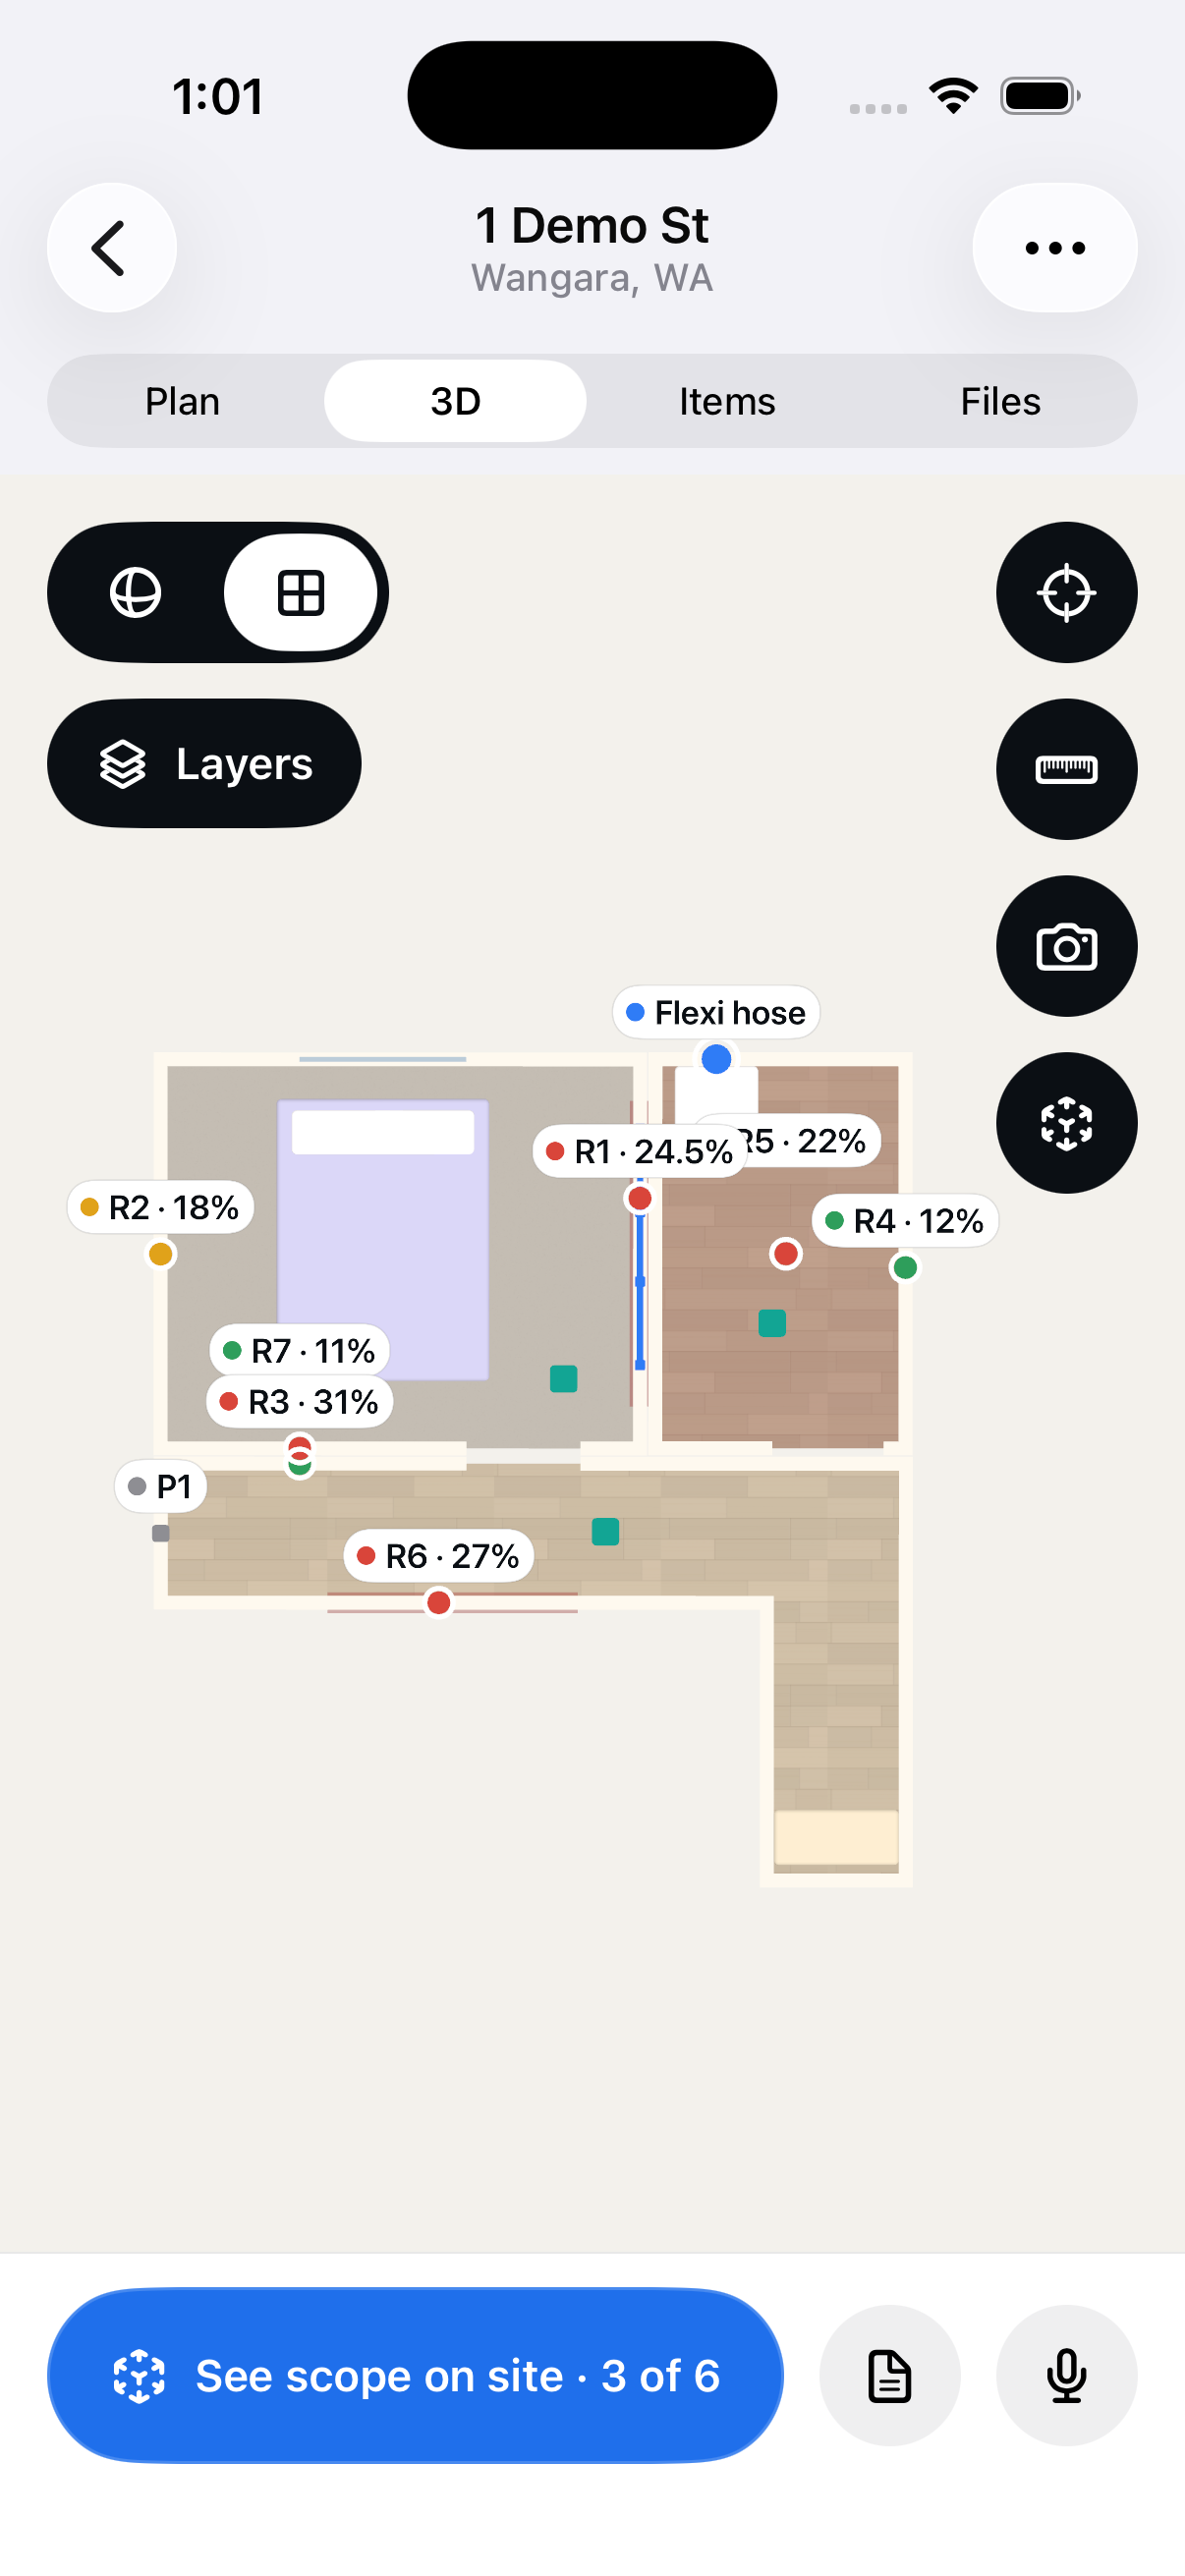 1:01
1 Demo St
Wangara, WA
Plan
3D
Items
Files
Layers
Flexi hose
R1 · 24.5%
R5 · 22%
R2 · 18%
R4 · 12%
R7 · 11%
R3 · 31%
P1
R6 · 27%
See scope on site · 3 of 6